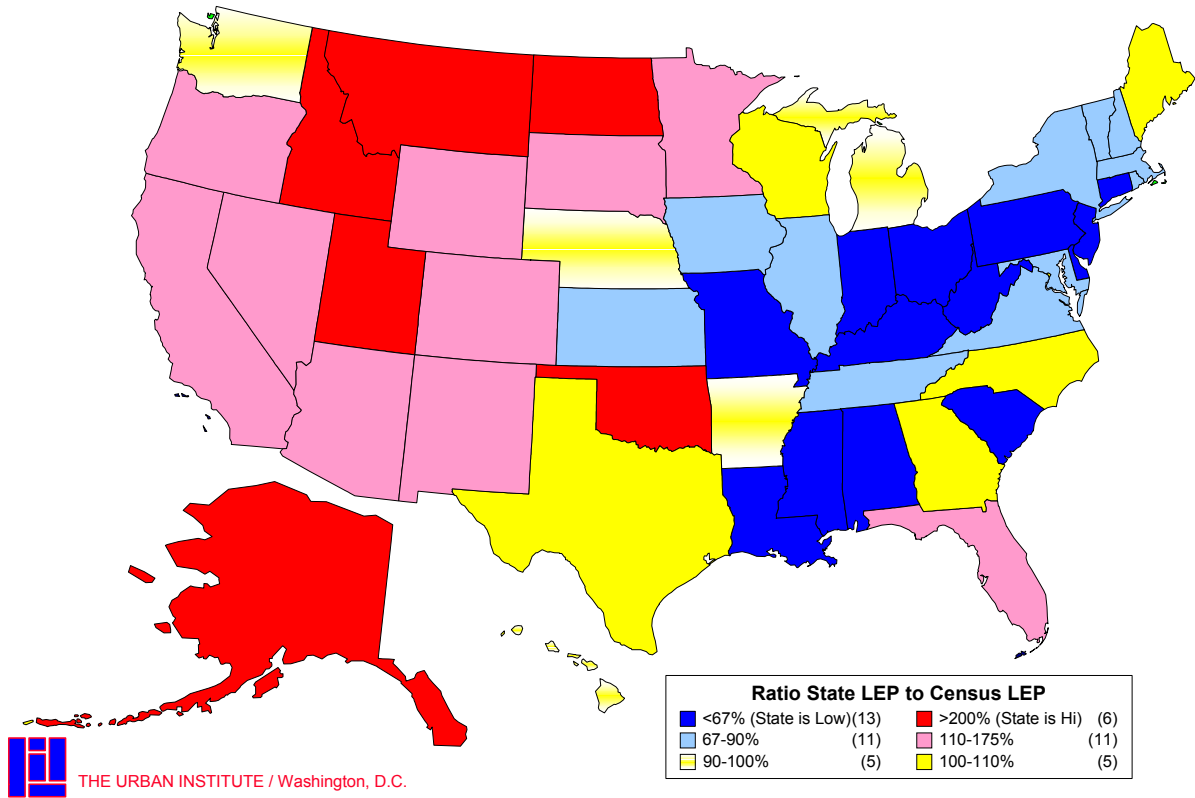 Ratio State LEP to Census LEP
<67% (State is Low)(13) >200% (State is Hi) (6)
67-90% (11) 110-175% (11)
90-100% (5) 100-110% (5)
THE URBAN INSTITUTE / Washington, D.C.